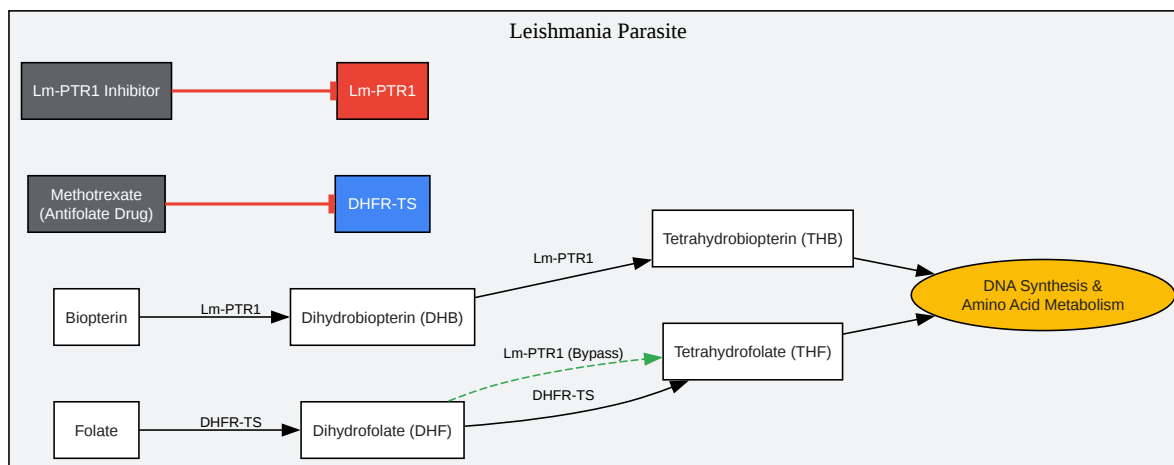 Leishmania Parasite
Lm-PTR1 Inhibitor
Lm-PTR1
Methotrexate
(Antifolate Drug)
DHFR-TS
Tetrahydrobiopterin (THB)
Lm-PTR1
DNA Synthesis &
Amino Acid Metabolism
Biopterin
Lm-PTR1
Dihydrobiopterin (DHB)
Lm-PTR1 (Bypass)
Tetrahydrofolate (THF)
DHFR-TS
Folate
DHFR-TS
Dihydrofolate (DHF)